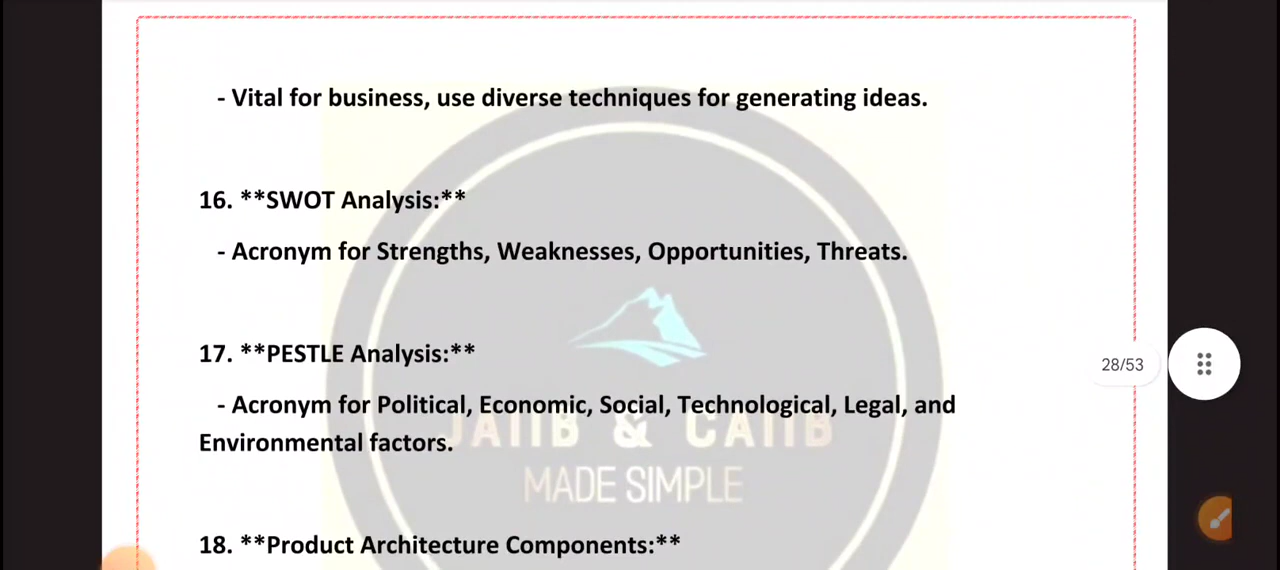 - Vital for business, use diverse techniques for generating ideas.
16. **SWOT Analysis:**
- Acronym for Strengths, Weaknesses, Opportunities, Threats.
17. **PESTLE Analysis:**
- Acronym for Political, Economic, Social, Technological, Legal, and
Environmental factors.
JAIIB & CAIIB
MADE SIMPLE
28/53
18. **Product Architecture Components:**